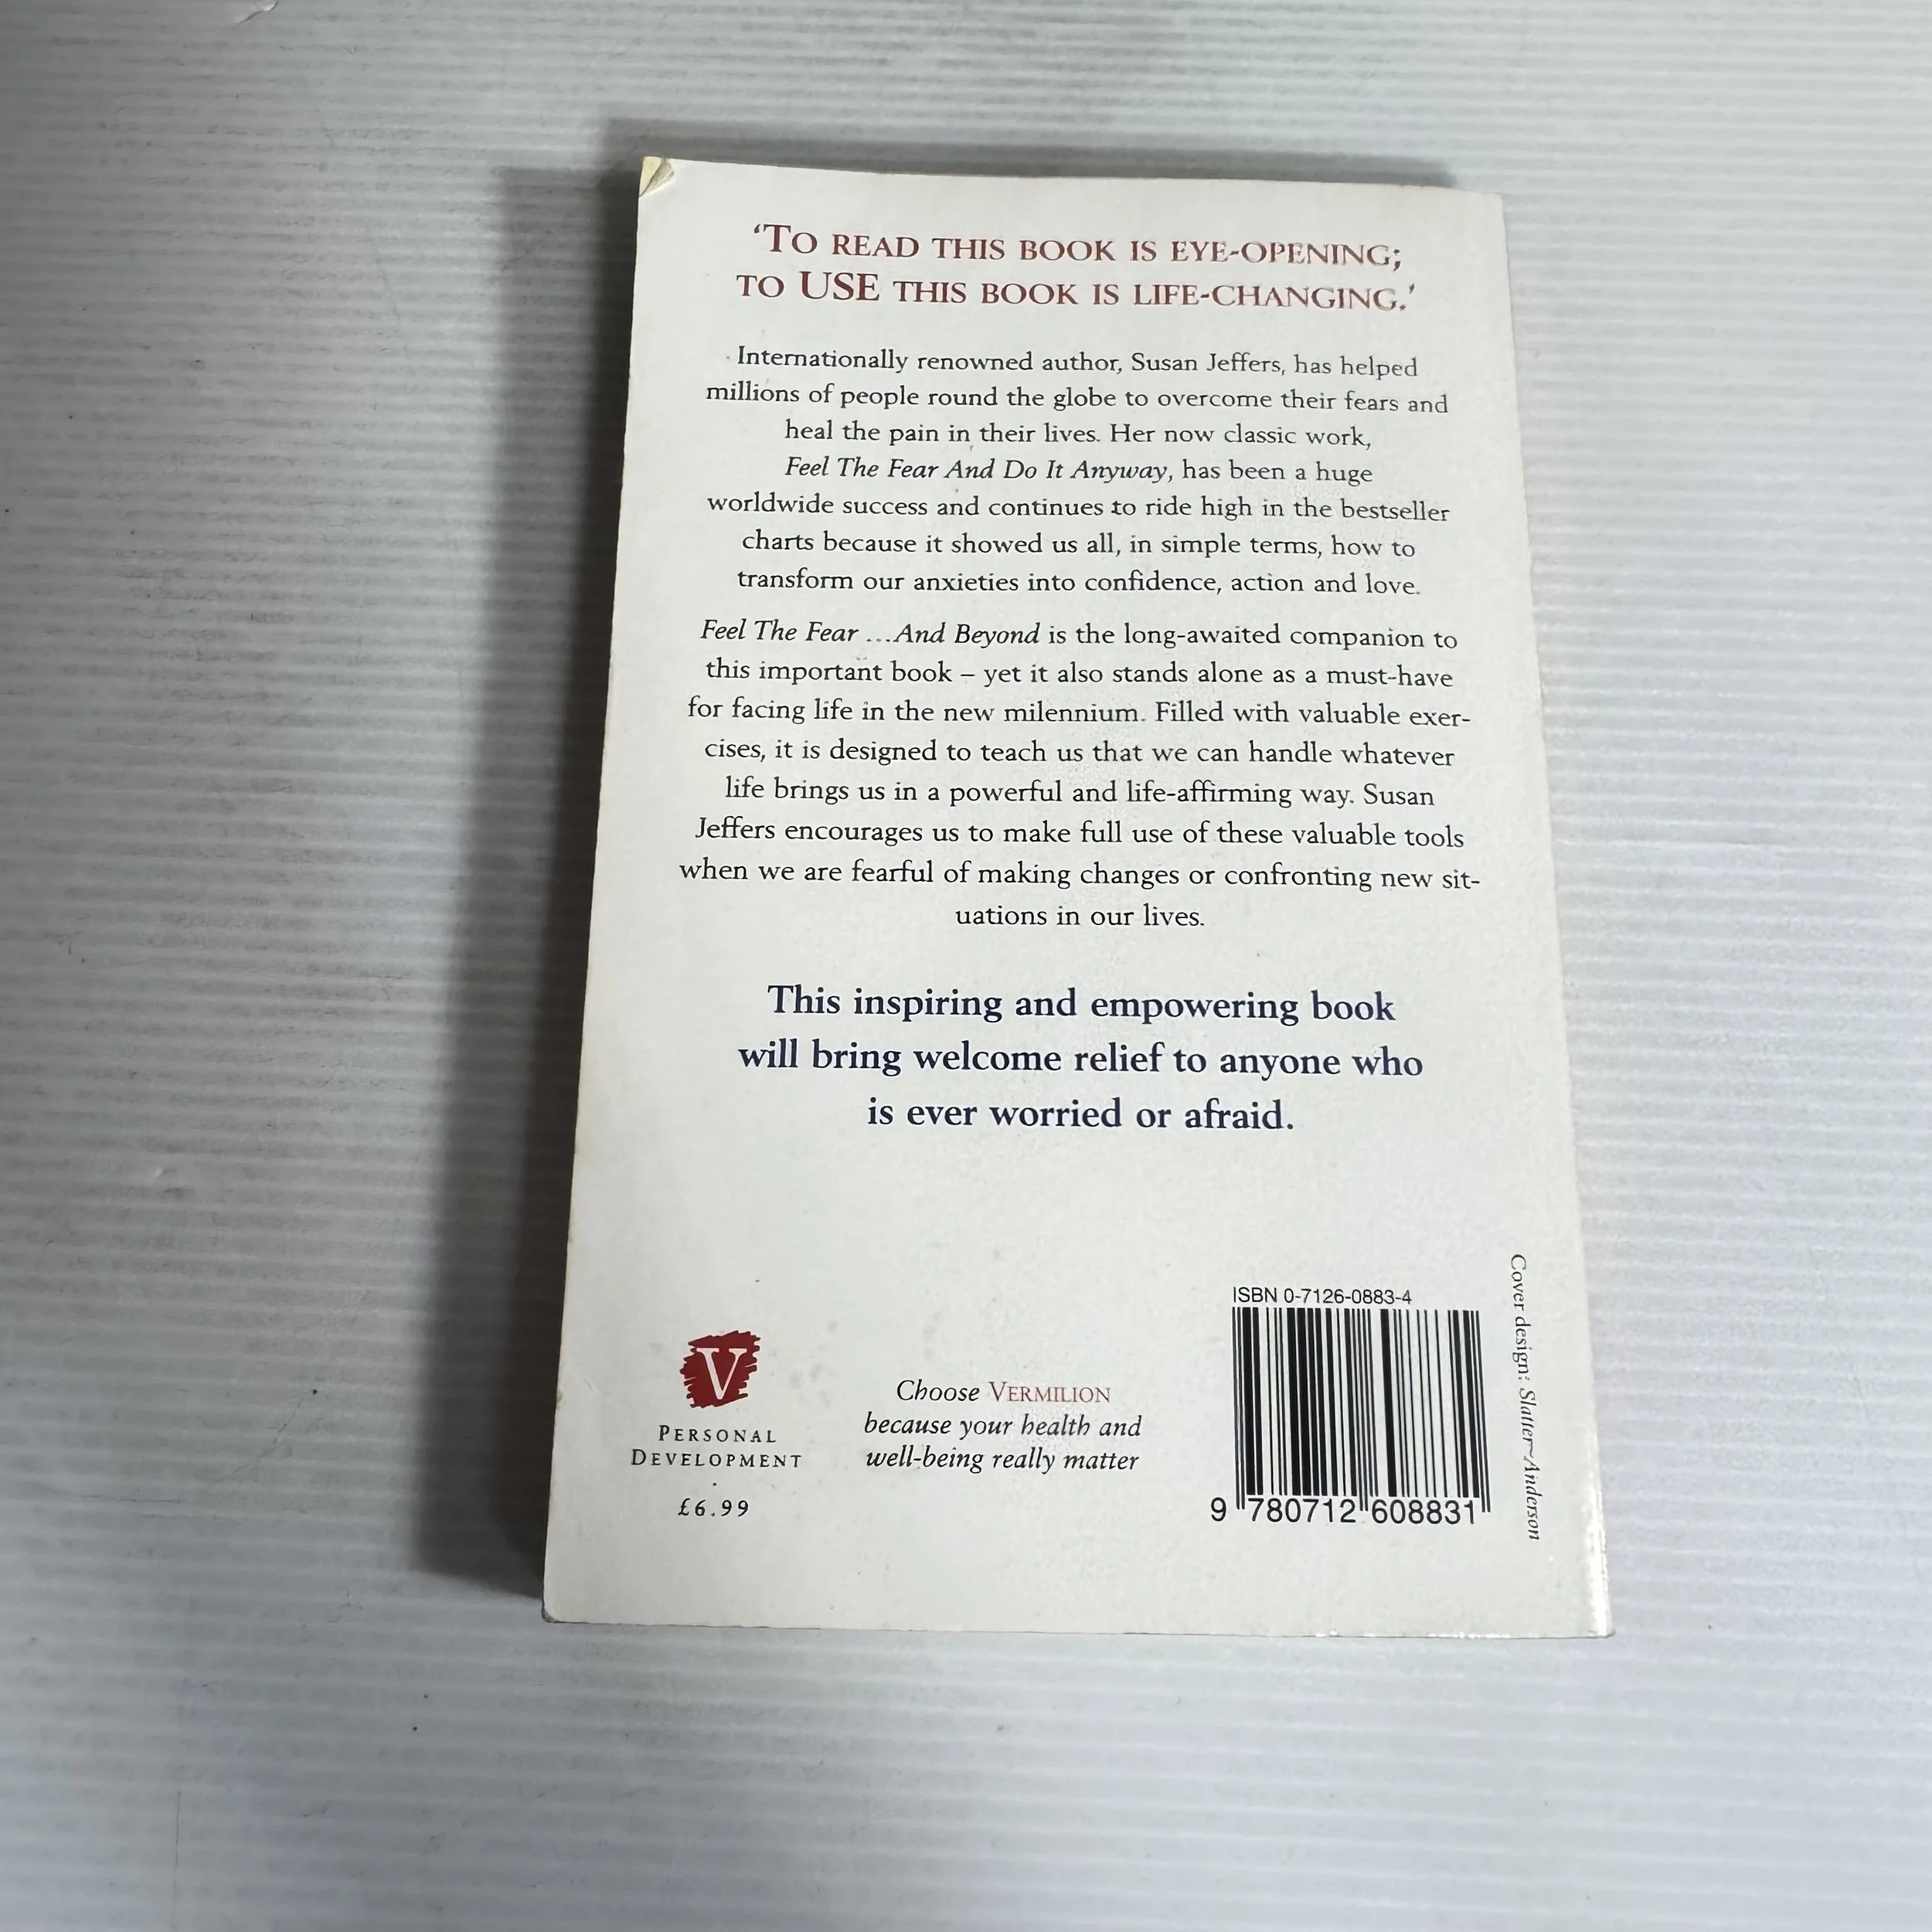 ‘To read this book is eye-opening;
to USE this book is life-changing.’
Internationally renowned author, Susan Jeffers, has helped
millions of people round the globe to overcome their fears and
heal the pain in their lives. Her now classic work,
Feel The Fear And Do It Anyway, has been a huge
worldwide success and continues to ride high in the bestseller
charts because it showed us all, in simple terms, how to
transform our anxieties into confidence, action and love.
Feel The Fear ...And Beyond is the long-awaited companion to
this important book – yet it also stands alone as a must-have
for facing life in the new milennium. Filled with valuable exer-
cises, it is designed to teach us that we can handle whatever
life brings us in a powerful and life-affirming way. Susan
Jeffers encourages us to make full use of these valuable tools
when we are fearful of making changes or confronting new sit-
uations in our lives.
This inspiring and empowering book
will bring welcome relief to anyone who
is ever worried or afraid.
V
Personal
Development
£6.99
Choose Vermilion
because your health and
well-being really matter
ISBN 0-7126-0883-4
9 780712 608831
Cover design: Slatter~Anderson